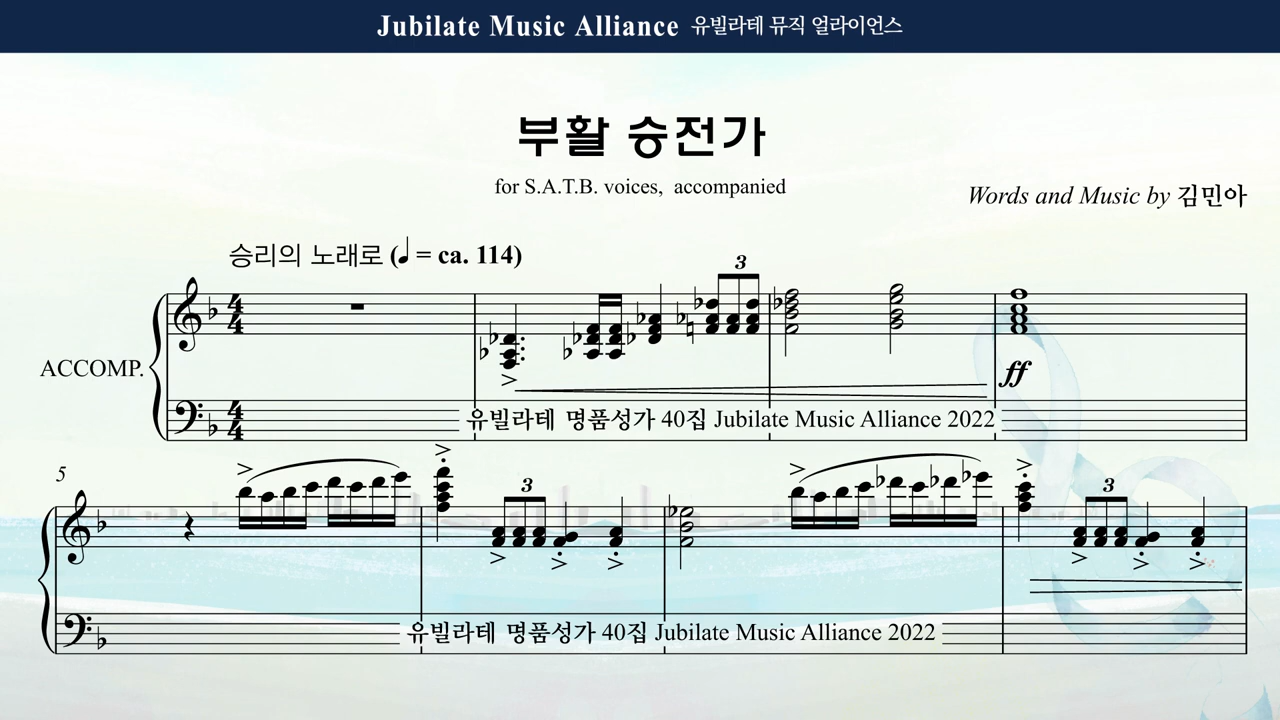 Jubilate Music Alliance 유빌라테 뮤직 얼라이언스
부활 승전가
for S.A.T.B. voices, accompanied
Words and Music by 김민아
승리의 노래로 (♩ = ca. 114)
3
4
4
ACCOMP.
ff
4
4
유빌라테 명품성가 40집 Jubilate Music Alliance 2022
5
3
3
유빌라테 명품성가 40집 Jubilate Music Alliance 2022